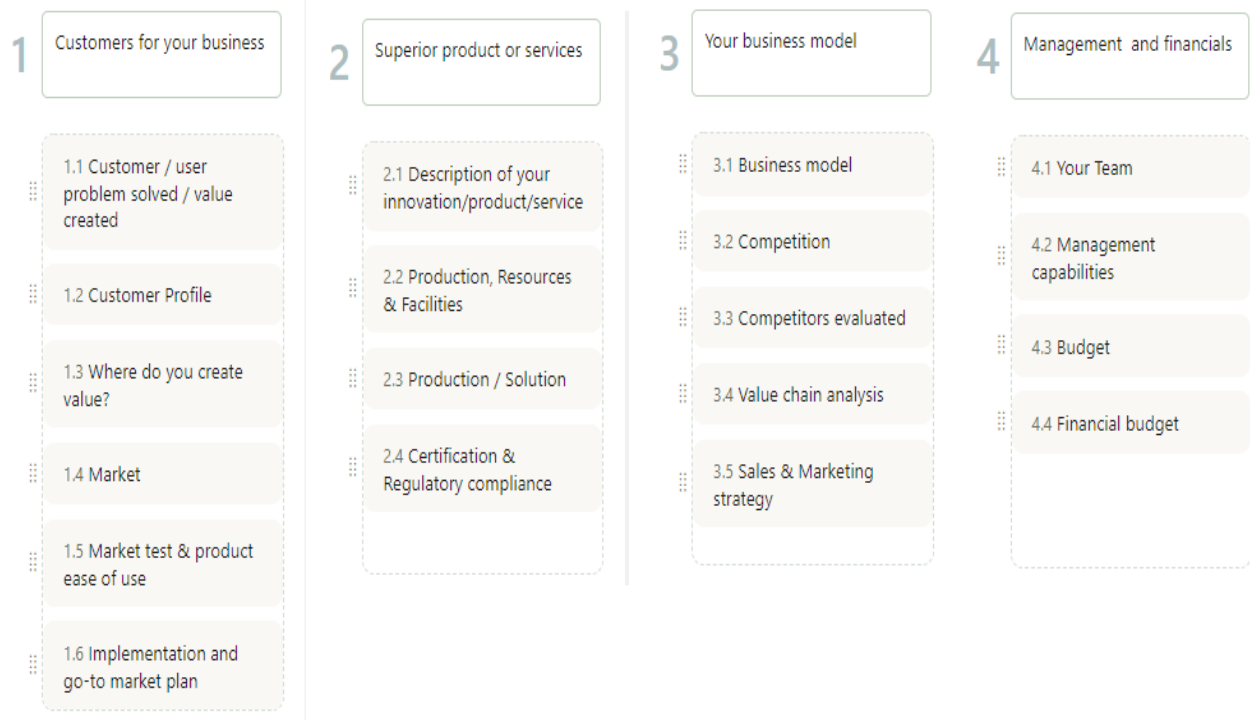 1
Customers for your business
1.1 Customer / user
problem solved / value
created
1.2 Customer Profile
1.3 Where do you create
value?
1.4 Market
1.5 Market test & product
ease of use
1.6 Implementation and
go-to market plan
2
Superior product or services
2.1 Description of your
innovation/product/service
2.2 Production, Resources
& Facilities
2.3 Production / Solution
2.4 Certification &
Regulatory compliance
3
Your business model
3.1 Business model
3.2 Competition
3.3 Competitors evaluated
3.4 Value chain analysis
3.5 Sales & Marketing
strategy
4
Management and financials
4.1 Your Team
4.2 Management
capabilities
4.3 Budget
4.4 Financial budget